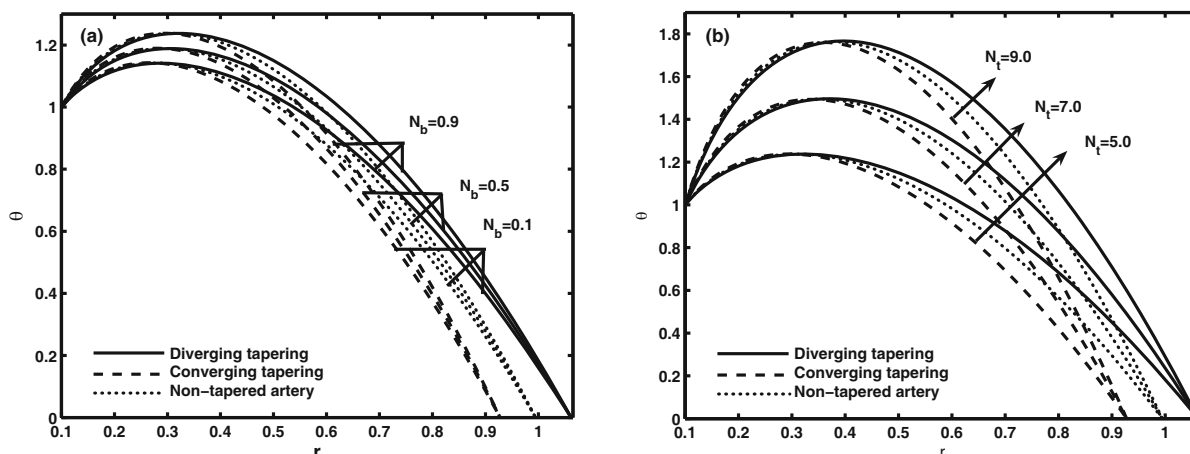 (a)
1.2
1
0.8
0.6
0.4
0.2
0
θ
N_b=0.9
N_b=0.5
N_b=0.1
Diverging tapering
Converging tapering
Non−tapered artery
0.1 0.2 0.3 0.4 0.5 0.6 0.7 0.8 0.9 1
r
(b)
1.8
1.6
1.4
1.2
1
0.8
0.6
0.4
0.2
0
θ
N_t=9.0
N_t=7.0
N_t=5.0
Diverging tapering
Converging tapering
Non−tapered artery
0.1 0.2 0.3 0.4 0.5 0.6 0.7 0.8 0.9 1
r